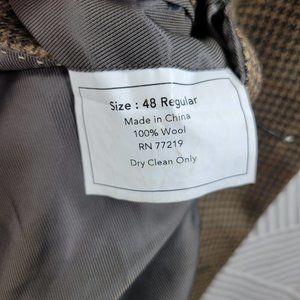 Size : 48 Regular
Made in China
100% Wool
RN 77219
Dry Clean Only